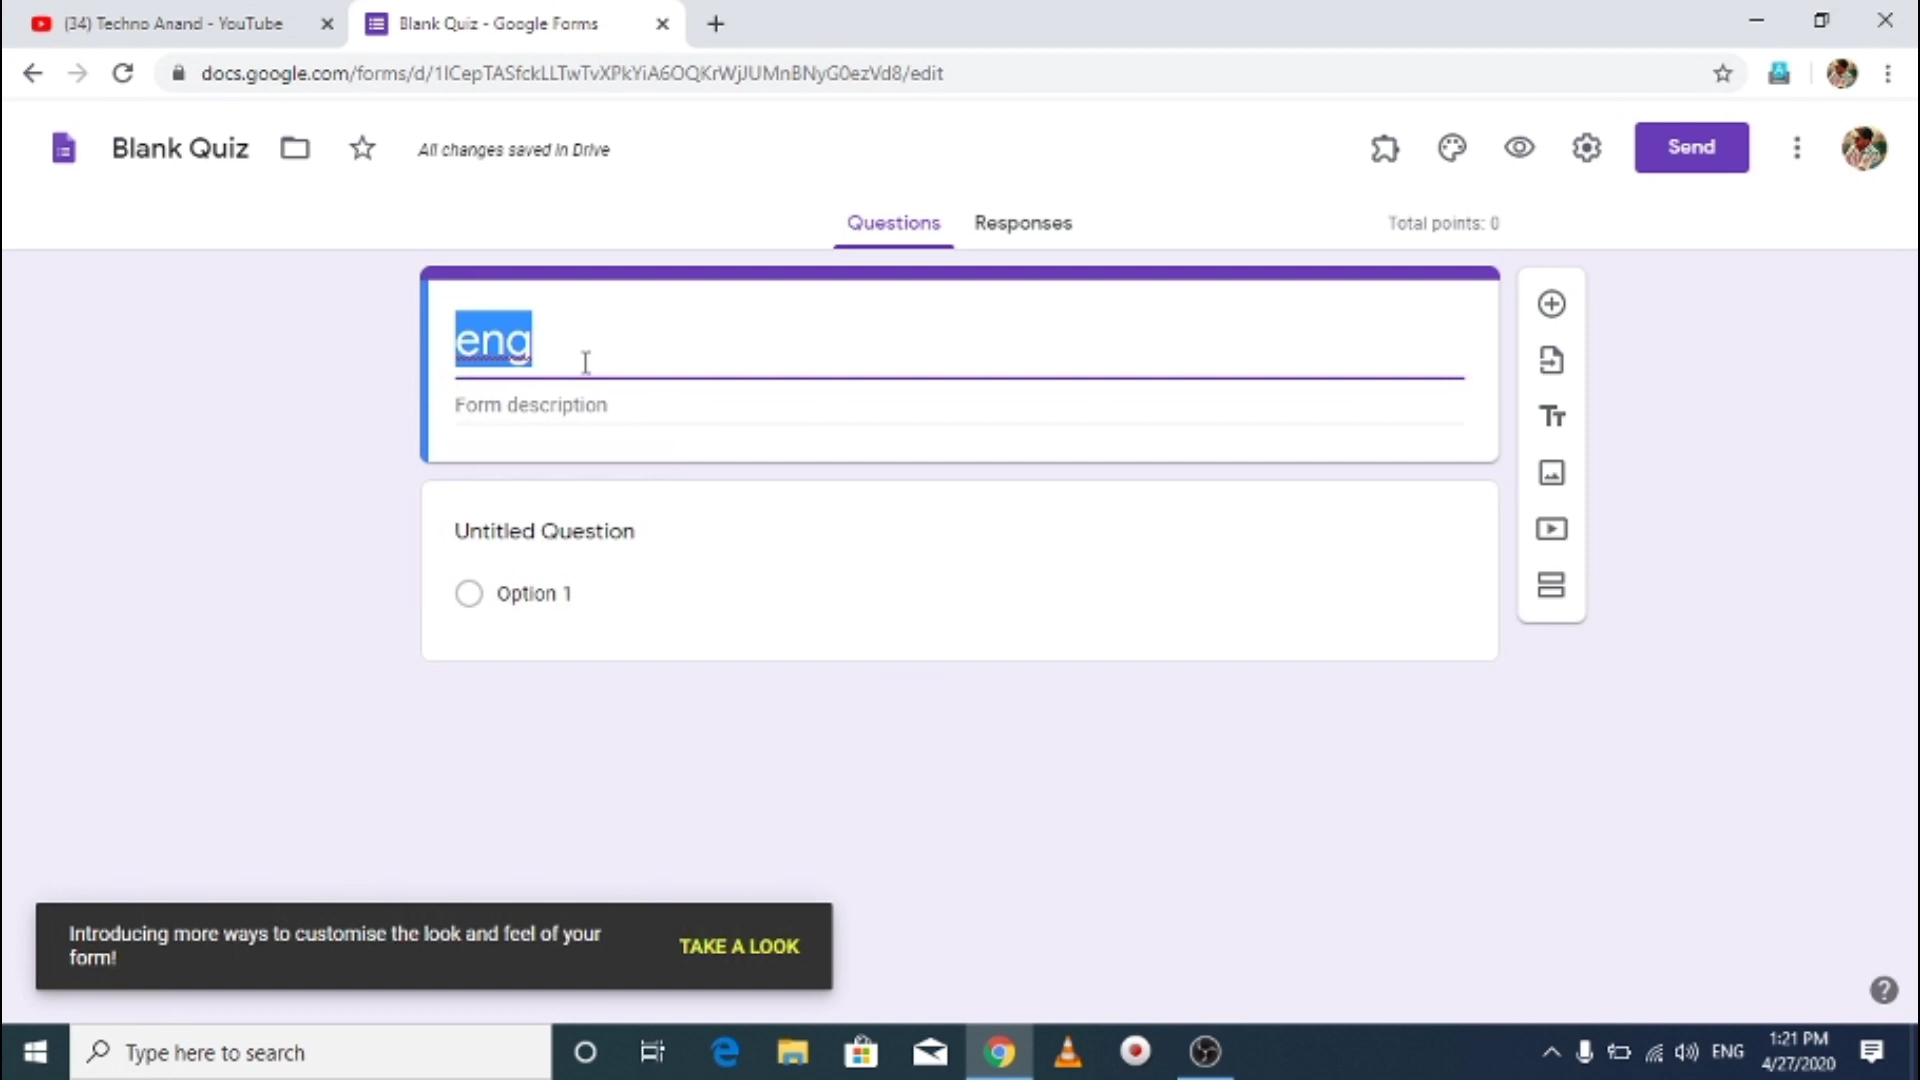 (34) Techno Anand - YouTube
Blank Quiz - Google Forms
docs.google.com/forms/d/1ICepTASfckLLTwTvXPkYiA6OQKrWjJUMnBNyG0ezVd8/edit
Blank Quiz
All changes saved in Drive
Send
Questions
Responses
Total points: 0
eng
Form description
Tт
Untitled Question
Option 1
Introducing more ways to customise the look and feel of your
form!
TAKE A LOOK
Type here to search
ENG
1:21 PM
4/27/2020